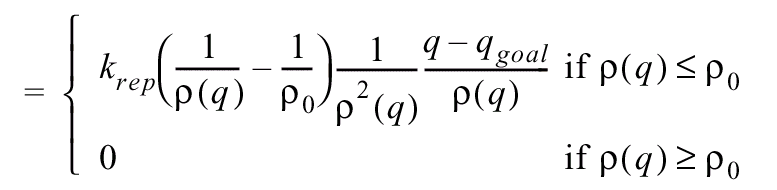 = { k_rep (1/ρ(q) − 1/ρ_0) 1/ρ^2(q) (q − q_goal)/ρ(q) if ρ(q) ≤ ρ_0
0 if ρ(q) ≥ ρ_0